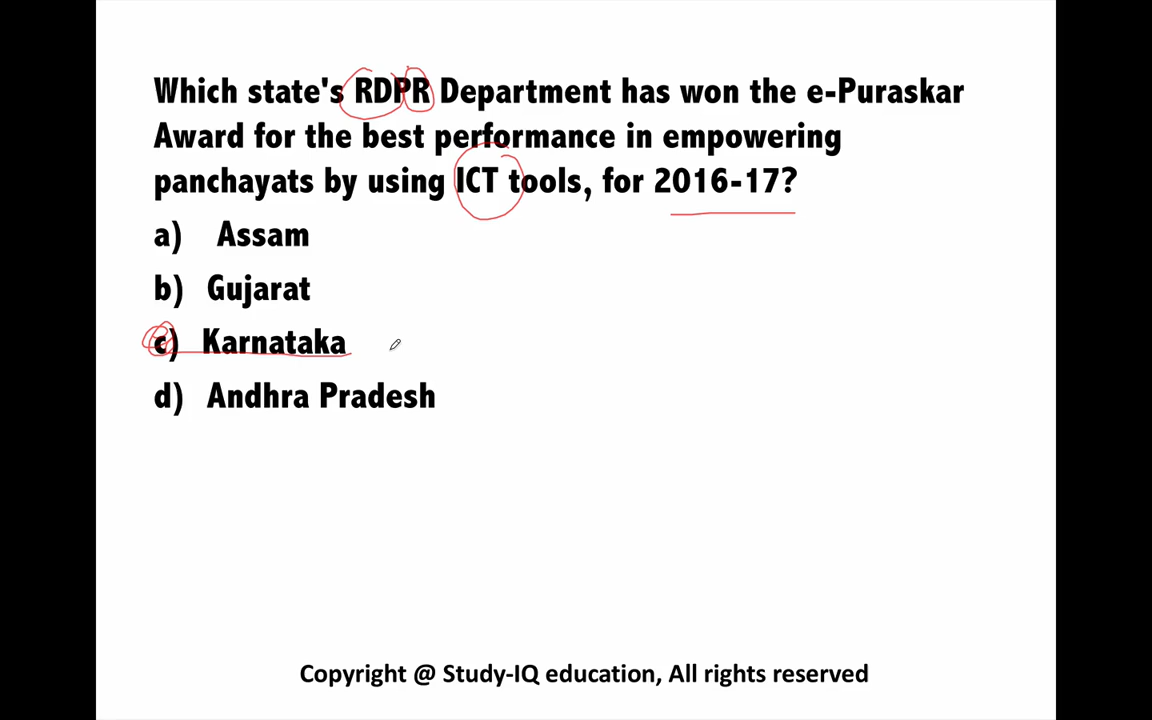 Which state's RDPR Department has won the e-Puraskar
Award for the best performance in empowering
panchayats by using ICT tools, for 2016-17?
a) Assam
b) Gujarat
c) Karnataka
d) Andhra Pradesh
Copyright @ Study-IQ education, All rights reserved